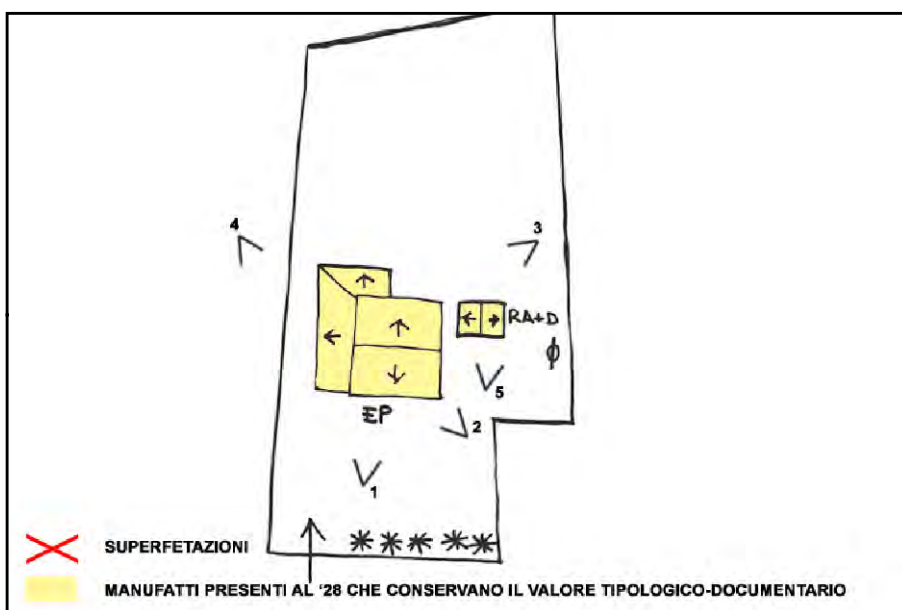 4
3
RA+D
ϕ
5
EP
2
1
SUPERFETAZIONI
MANUFATTI PRESENTI AL ‘28 CHE CONSERVANO IL VALORE TIPOLOGICO-DOCUMENTARIO